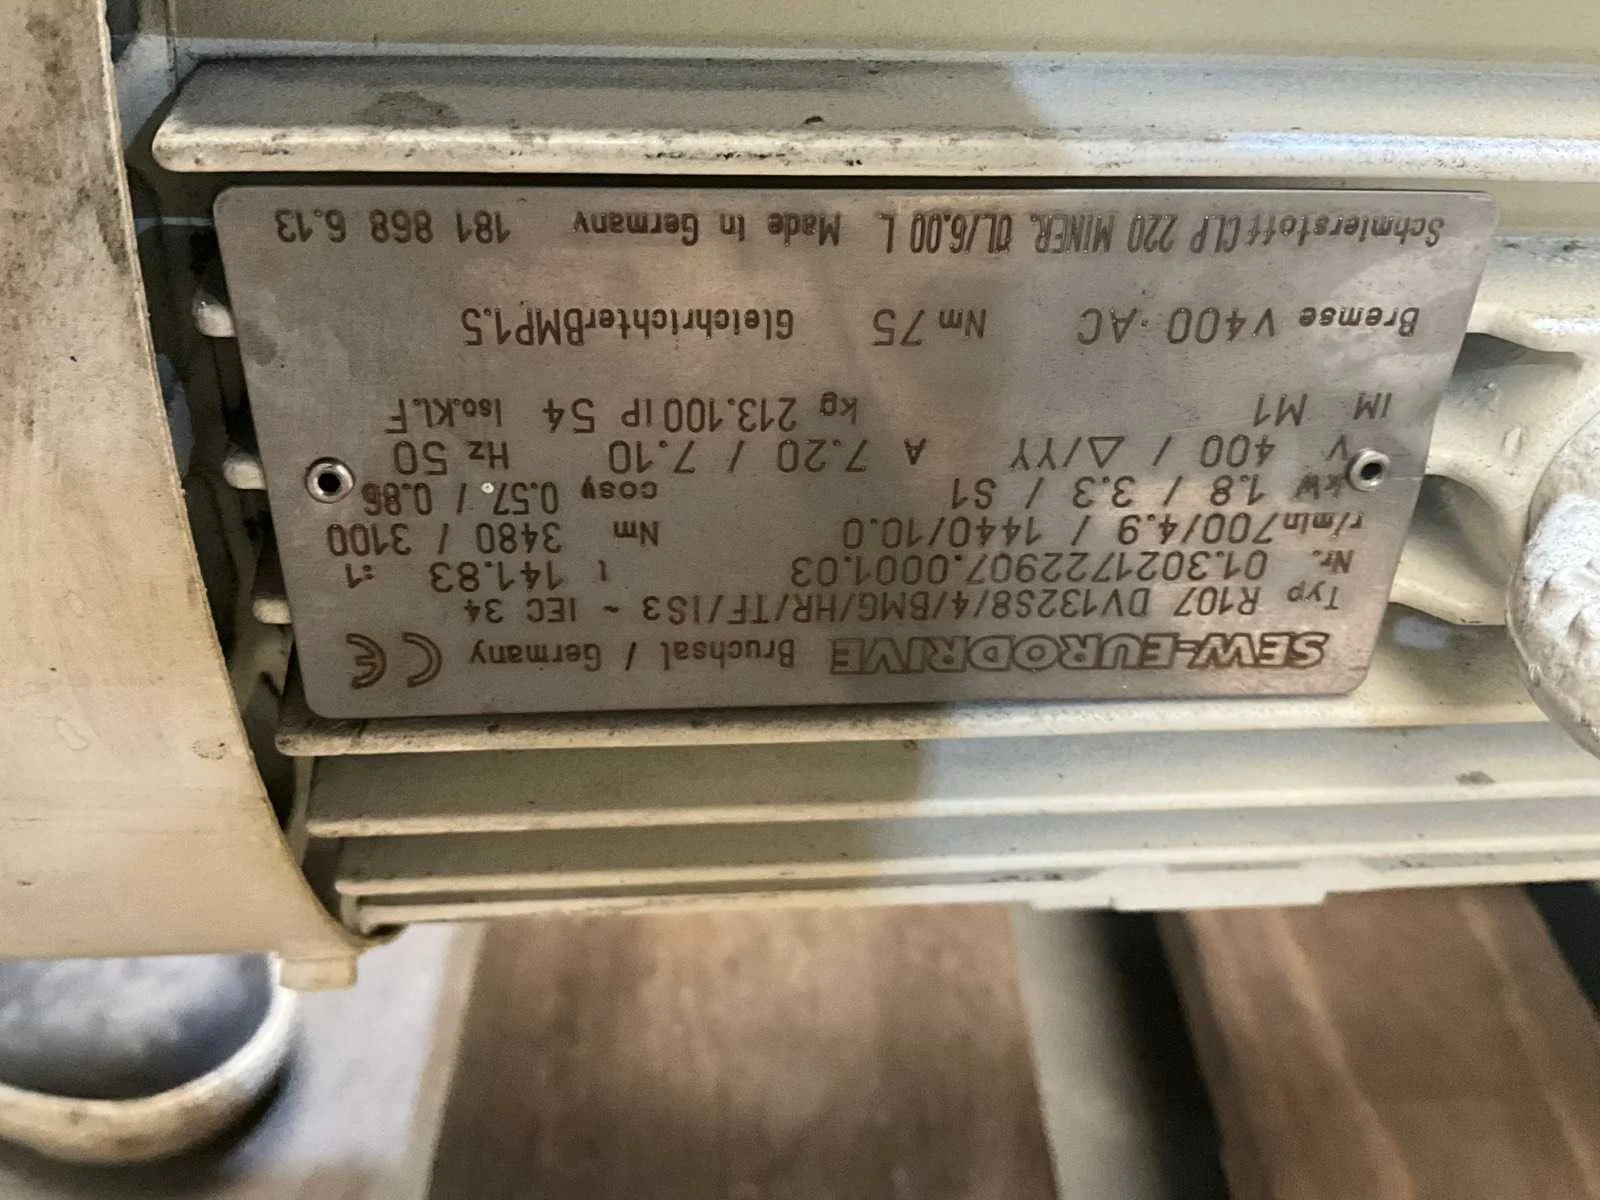 SEW-EURODRIVE Bruchsal / Germany CE
Typ R107 DV132S8/4/BMG/HR/TF/IS3 ~ IEC 34
Nr. 01.3021722907.0001.03 i 141.83 :1
r/min 700/4.9 / 1440/10.0 Nm 3480 / 3100
kW 1.8 / 3.3 / S1 cosφ 0.57 / 0.86
V 400 / △/YY A 7.20 / 7.10 Hz 50
IM M1 kg 213.100 IP 54 Iso.Kl.F
Bremse V 400 AC Nm 75 Gleichrichter BMP1.5
Schmierstoff CLP 220 MINER. ÖL/6.00 L Made in Germany 181 868 6.13